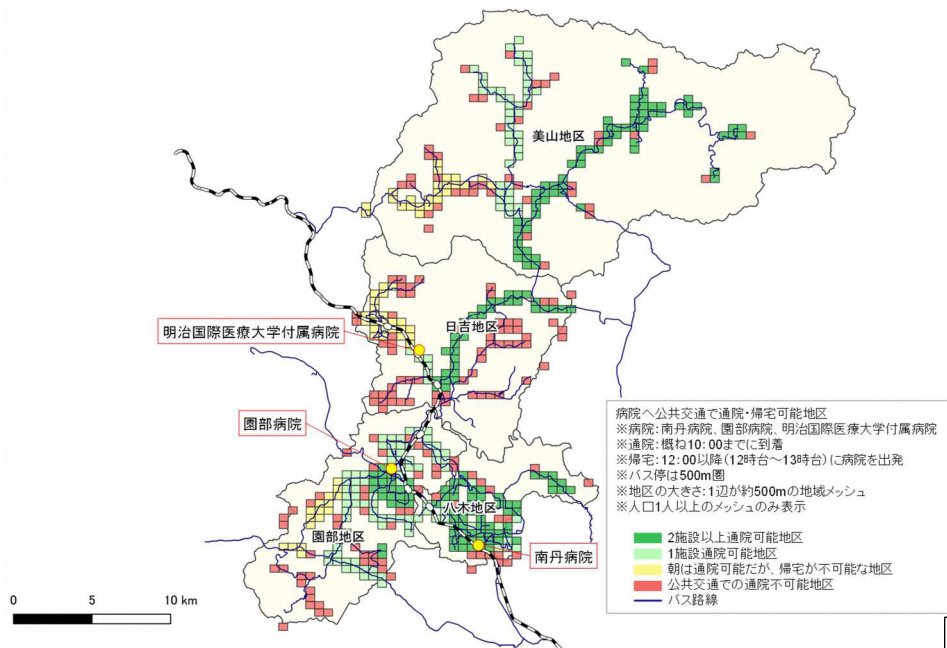 美山地区
日吉地区
明治国際医療大学付属病院
園部病院
八木地区
園部地区
南丹病院
病院へ公共交通で通院・帰宅可能地区
※病院:南丹病院、園部病院、明治国際医療大学付属病院
※通院:概ね10:00までに到着
※帰宅:12:00以降(12時台~13時台)に病院を出発
※バス停は500m圏
※地区の大きさ:1辺が約500mの地域メッシュ
※人口1人以上のメッシュのみ表示
2施設以上通院可能地区
1施設通院可能地区
朝は通院可能だが、帰宅が不可能な地区
公共交通での通院不可能地区
バス路線
0 5 10 km